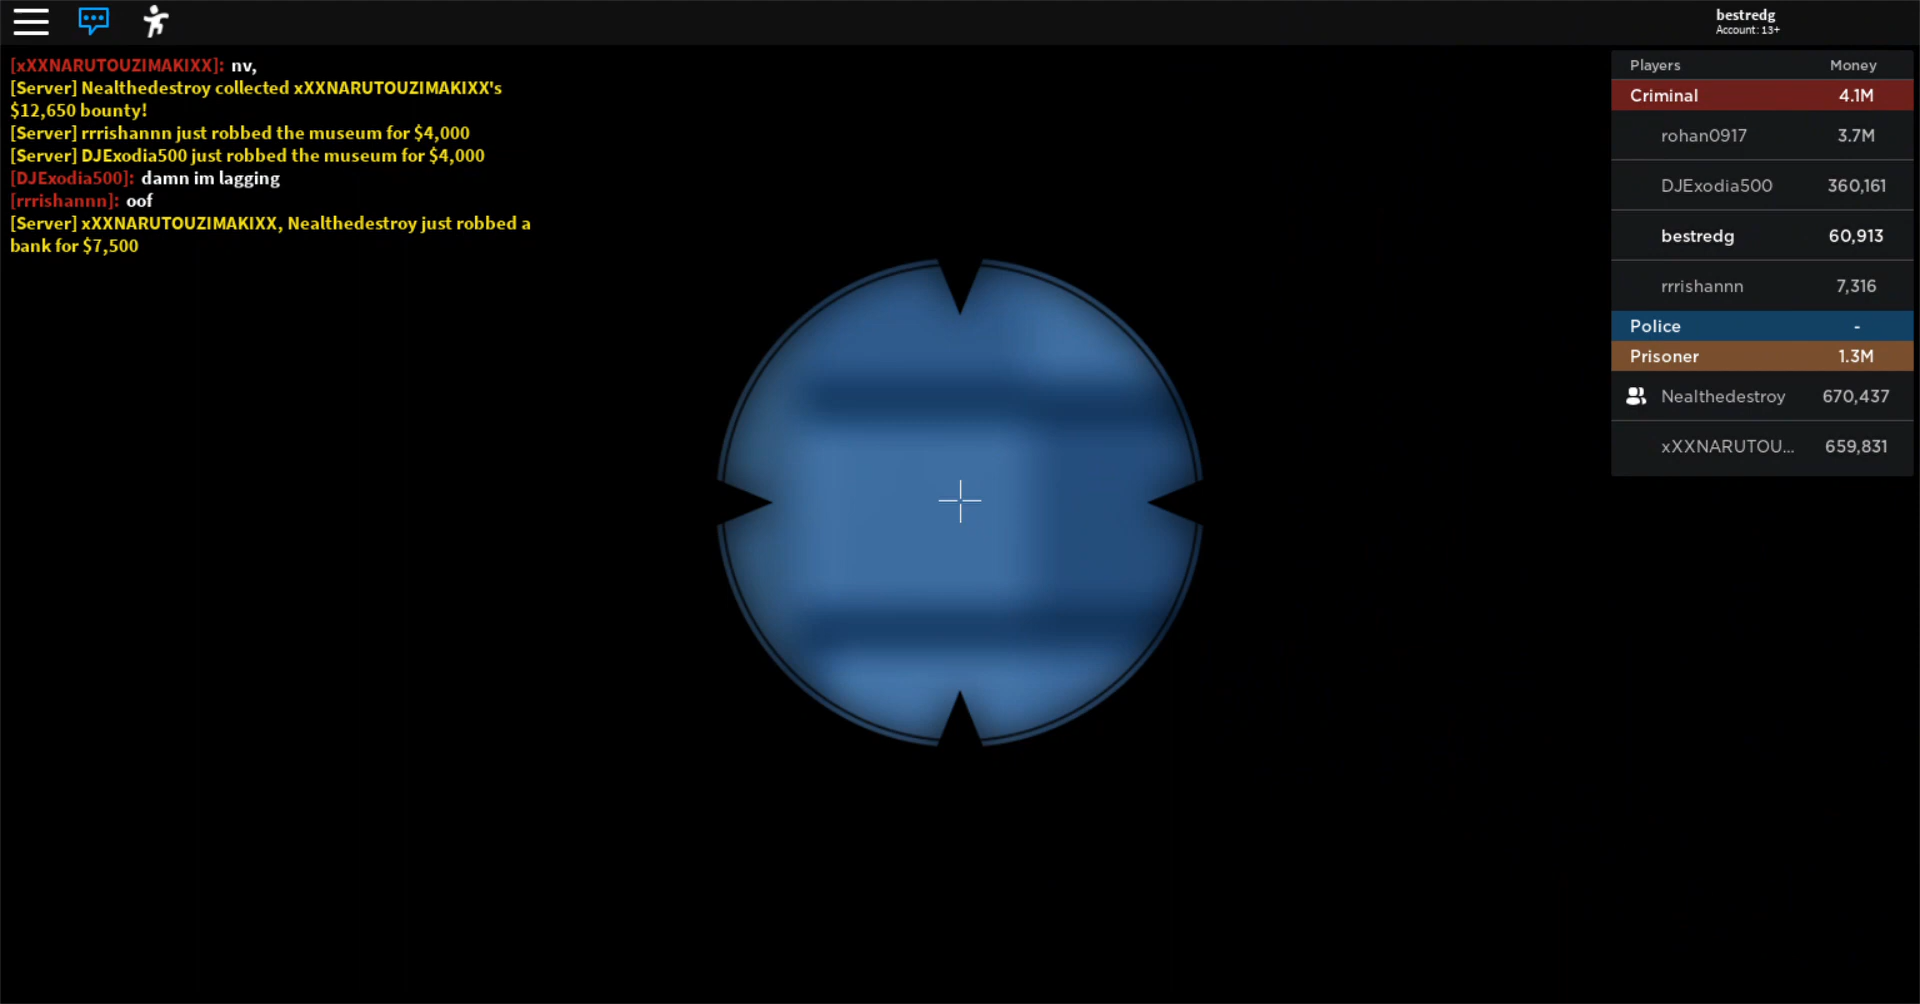 bestredg
Account: 13+
[xXXNARUTOUZIMAKIXX]: nv,
[Server] Nealthedestroy collected xXXNARUTOUZIMAKIXX's
$12,650 bounty!
[Server] rrrishannn just robbed the museum for $4,000
[Server] DJExodia500 just robbed the museum for $4,000
[DJExodia500]: damn im lagging
[rrrishannn]: oof
[Server] xXXNARUTOUZIMAKIXX, Nealthedestroy just robbed a
bank for $7,500
Players Money
Criminal 4.1M
rohan0917 3.7M
DJExodia500 360,161
bestredg 60,913
rrrishannn 7,316
Police -
Prisoner 1.3M
Nealthedestroy 670,437
xXXNARUTOU... 659,831